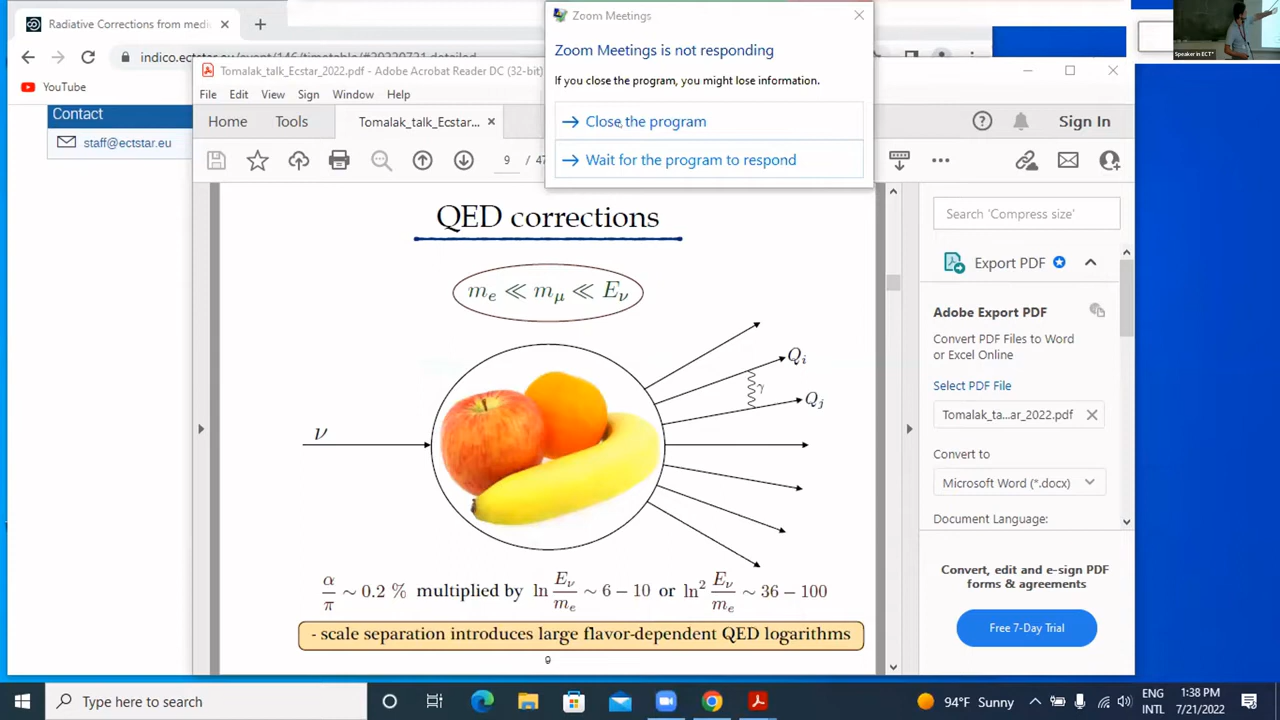 Radiative Corrections from medi
Zoom Meetings
Zoom Meetings is not responding
If you close the program, you might lose information.
Close the program
Wait for the program to respond
Speaker in ECT*
YouTube
Contact
staff@ectstar.eu
Tomalak_talk_Ecstar_2022.pdf - Adobe Acrobat Reader DC (32-bit)
File Edit View Sign Window Help
Home Tools Tomalak_talk_Ecstar... Sign In
9 / 47
QED corrections
mₑ ≪ m_μ ≪ E_ν
Q_i
γ
Q_j
ν
α/π ~ 0.2 % multiplied by ln E_ν/mₑ ~ 6 − 10 or ln² E_ν/mₑ ~ 36 − 100
- scale separation introduces large flavor-dependent QED logarithms
9
Search 'Compress size'
Export PDF
Adobe Export PDF
Convert PDF Files to Word
or Excel Online
Select PDF File
Tomalak_ta...ar_2022.pdf
Convert to
Microsoft Word (*.docx)
Document Language:
Convert, edit and e-sign PDF
forms & agreements
Free 7-Day Trial
Type here to search
94°F Sunny
ENG
INTL
1:38 PM
7/21/2022